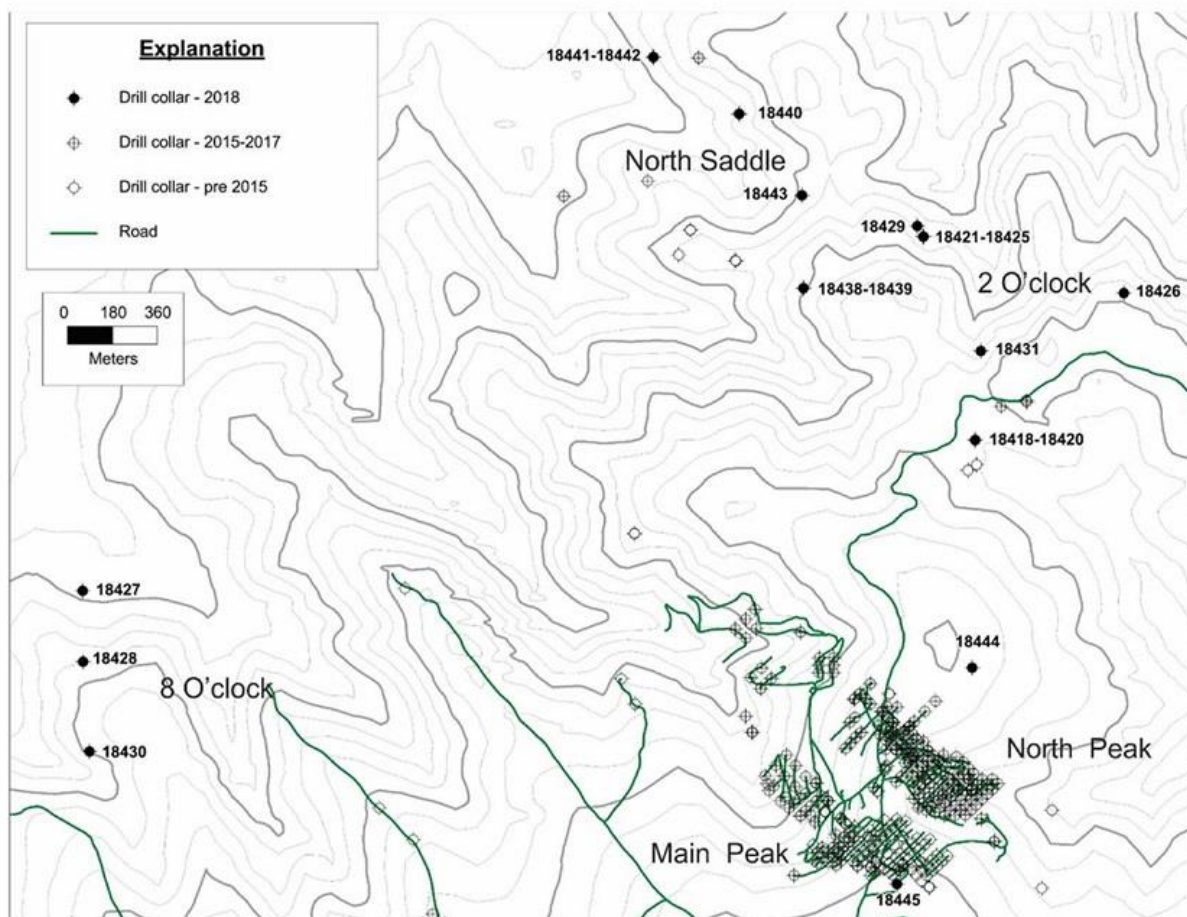 Explanation
Drill collar - 2018
Drill collar - 2015-2017
Drill collar - pre 2015
Road
0 180 360
Meters
18441-18442
18440
North Saddle
18443
18429
18421-18425
2 O'clock
18426
18438-18439
18431
18418-18420
18427
18444
18428
8 O'clock
North Peak
18430
Main Peak
18445